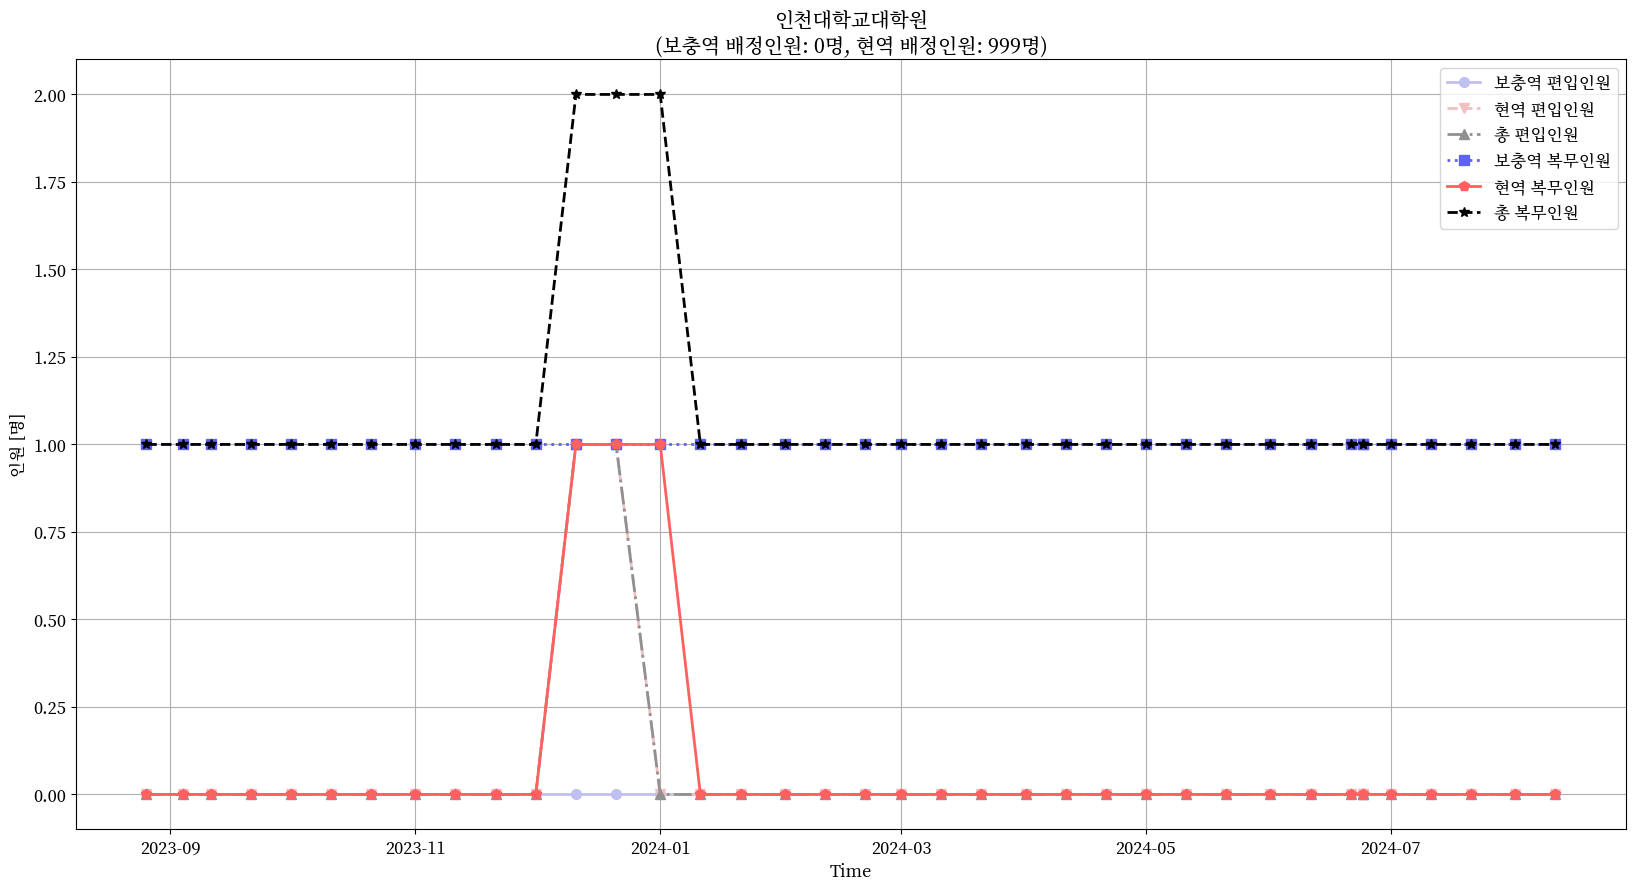 인천대학교대학원
(보충역 배정인원: 0명, 현역 배정인원: 999명)
보충역 편입인원
현역 편입인원
총 편입인원
보충역 복무인원
현역 복무인원
총 복무인원
인원 [명]
2.00
1.75
1.50
1.25
1.00
0.75
0.50
0.25
0.00
2023-09
2023-11
2024-01
2024-03
2024-05
2024-07
Time